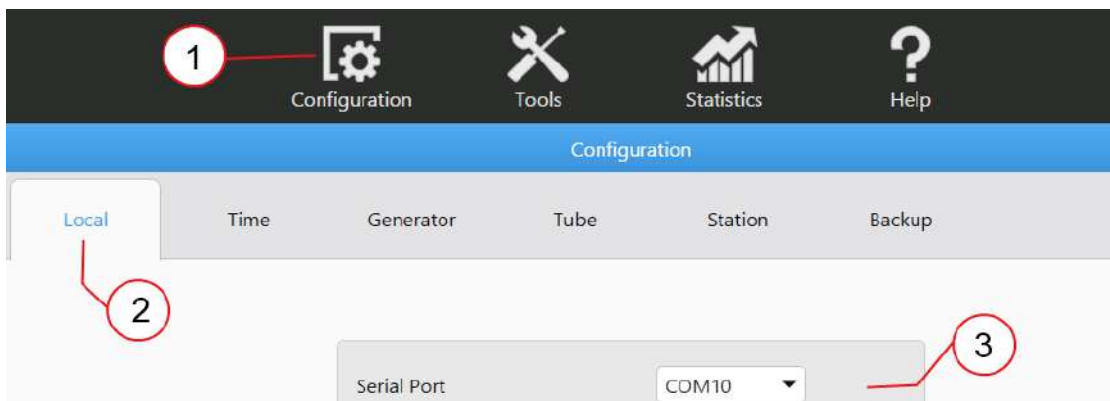 1
Configuration Tools Statistics Help
Configuration
Local Time Generator Tube Station Backup
2
3
Serial Port COM10